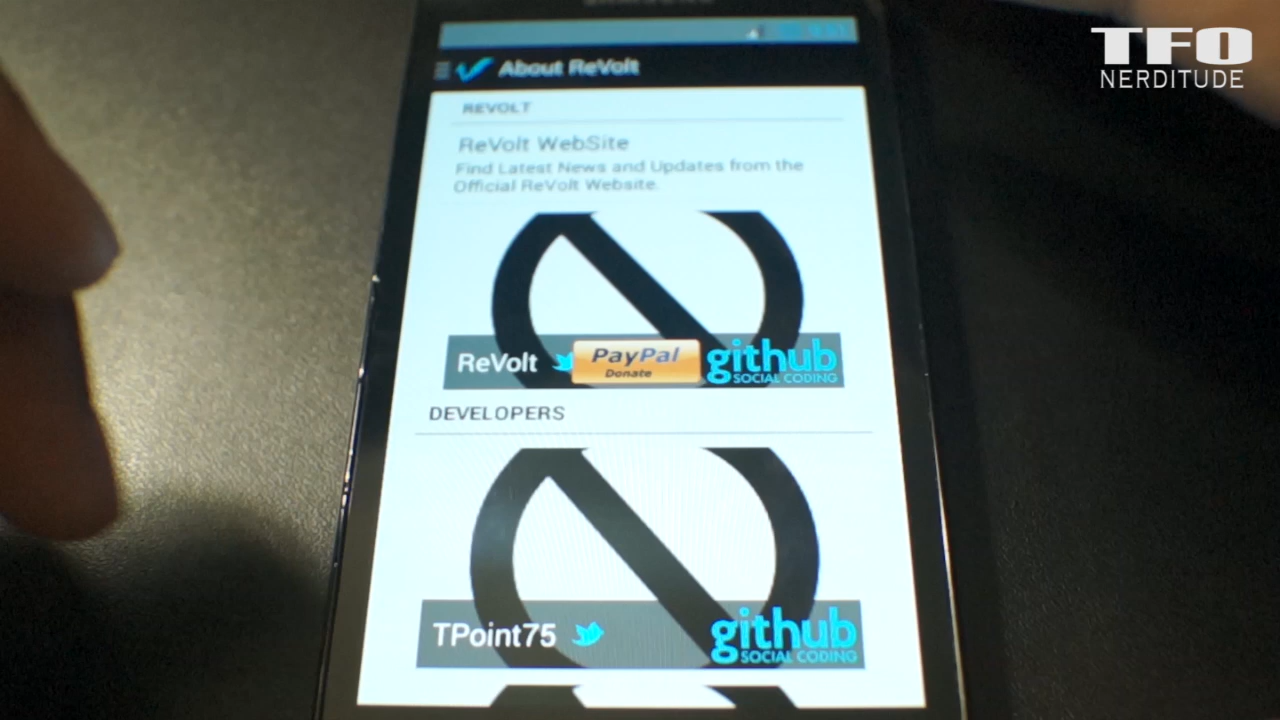 TFO
NERDITUDE
About ReVolt
REVOLT
ReVolt WebSite
Find Latest News and Updates from the
Official ReVolt Website.
ReVolt
PayPal
Donate
github
SOCIAL CODING
DEVELOPERS
TPoint75
github
SOCIAL CODING